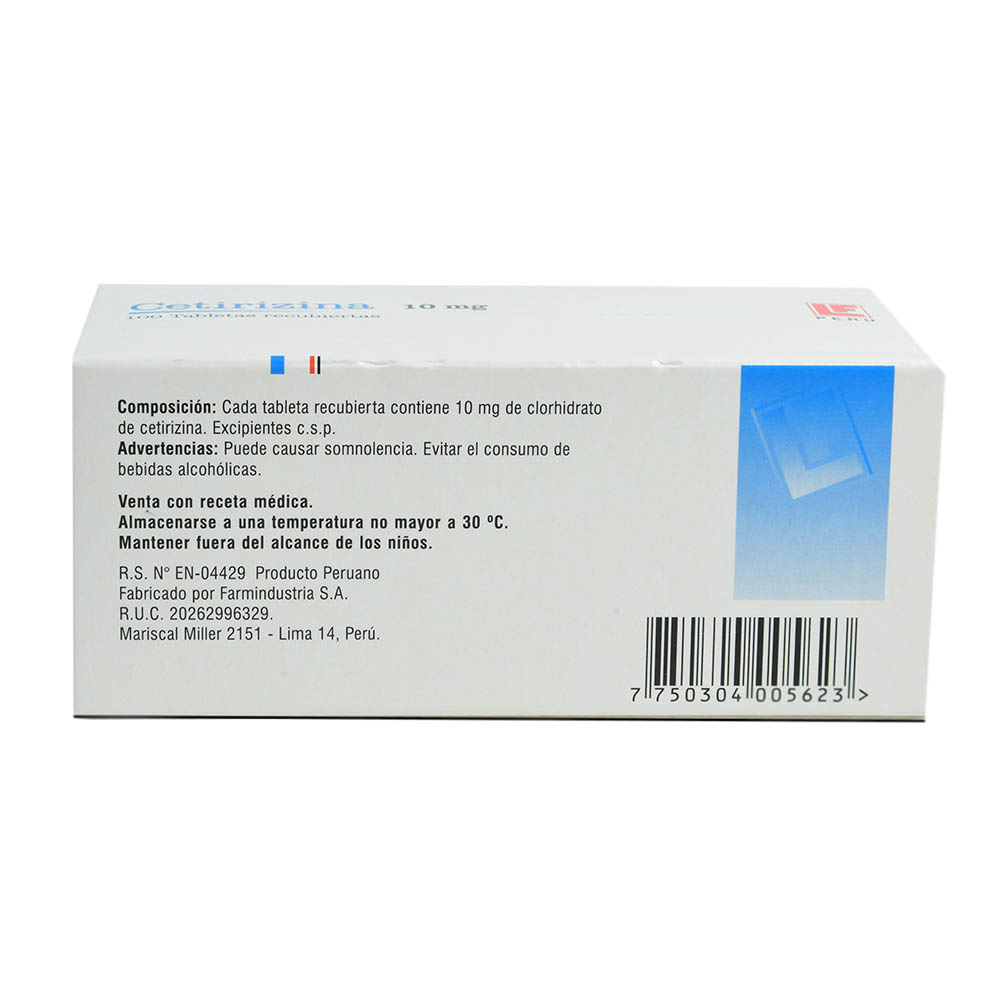 Cetirizina 10 mg
100 Tabletas recubiertas
PERÚ
Composición: Cada tableta recubierta contiene 10 mg de clorhidrato
de cetirizina. Excipientes c.s.p.
Advertencias: Puede causar somnolencia. Evitar el consumo de
bebidas alcohólicas.
Venta con receta médica.
Almacenarse a una temperatura no mayor a 30 ºC.
Mantener fuera del alcance de los niños.
R.S. N° EN-04429 Producto Peruano
Fabricado por Farmindustria S.A.
R.U.C. 20262996329.
Mariscal Miller 2151 - Lima 14, Perú.
7 750304 005623 >